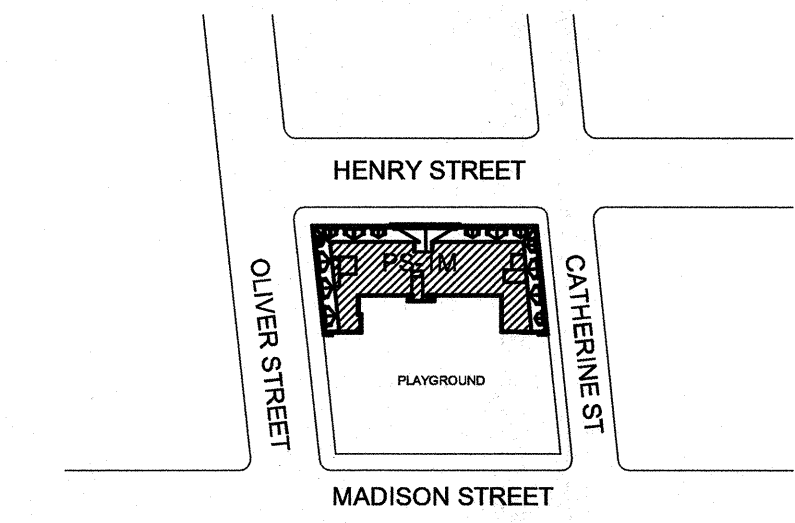 HENRY STREET
PS-1M
OLIVER STREET
CATHERINE ST
PLAYGROUND
MADISON STREET